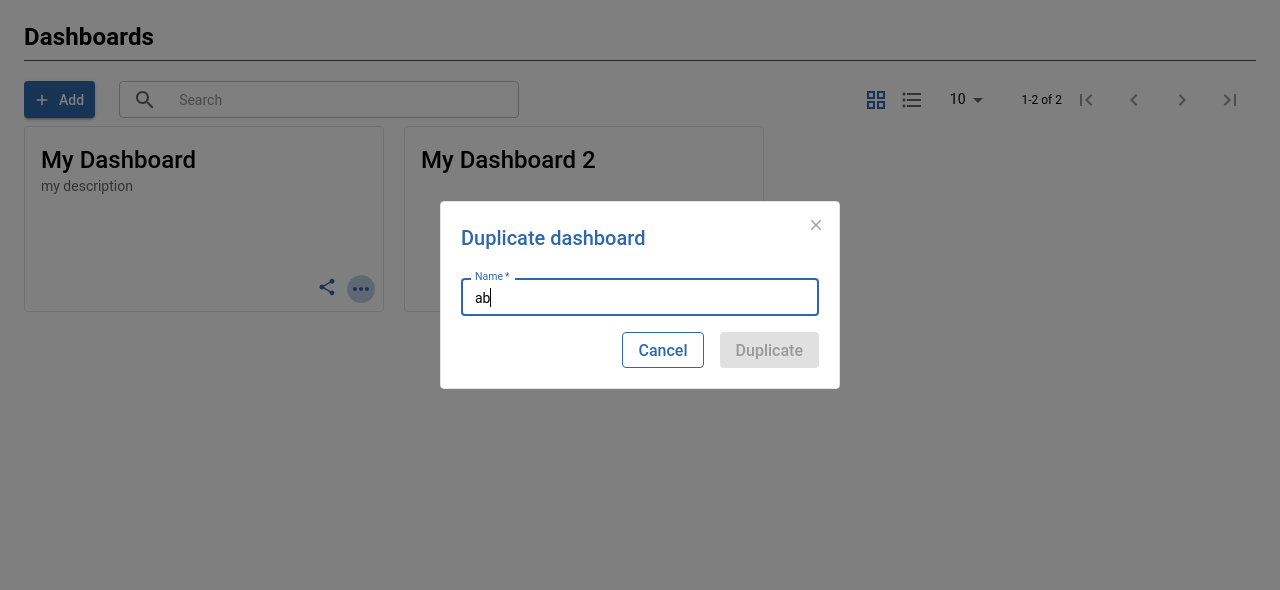 Dashboards
Add
Search
10
1-2 of 2
My Dashboard
my description
My Dashboard 2
Duplicate dashboard
Name *
ab
Cancel
Duplicate